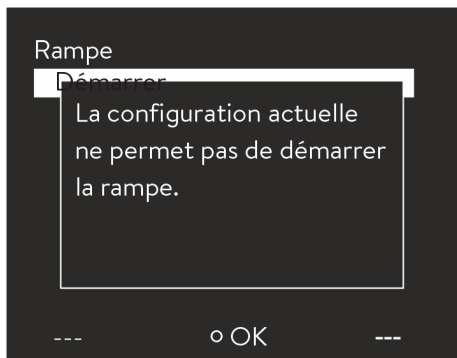 Rampe
Démarrer
La configuration actuelle
ne permet pas de démarrer
la rampe.
--- o OK ---